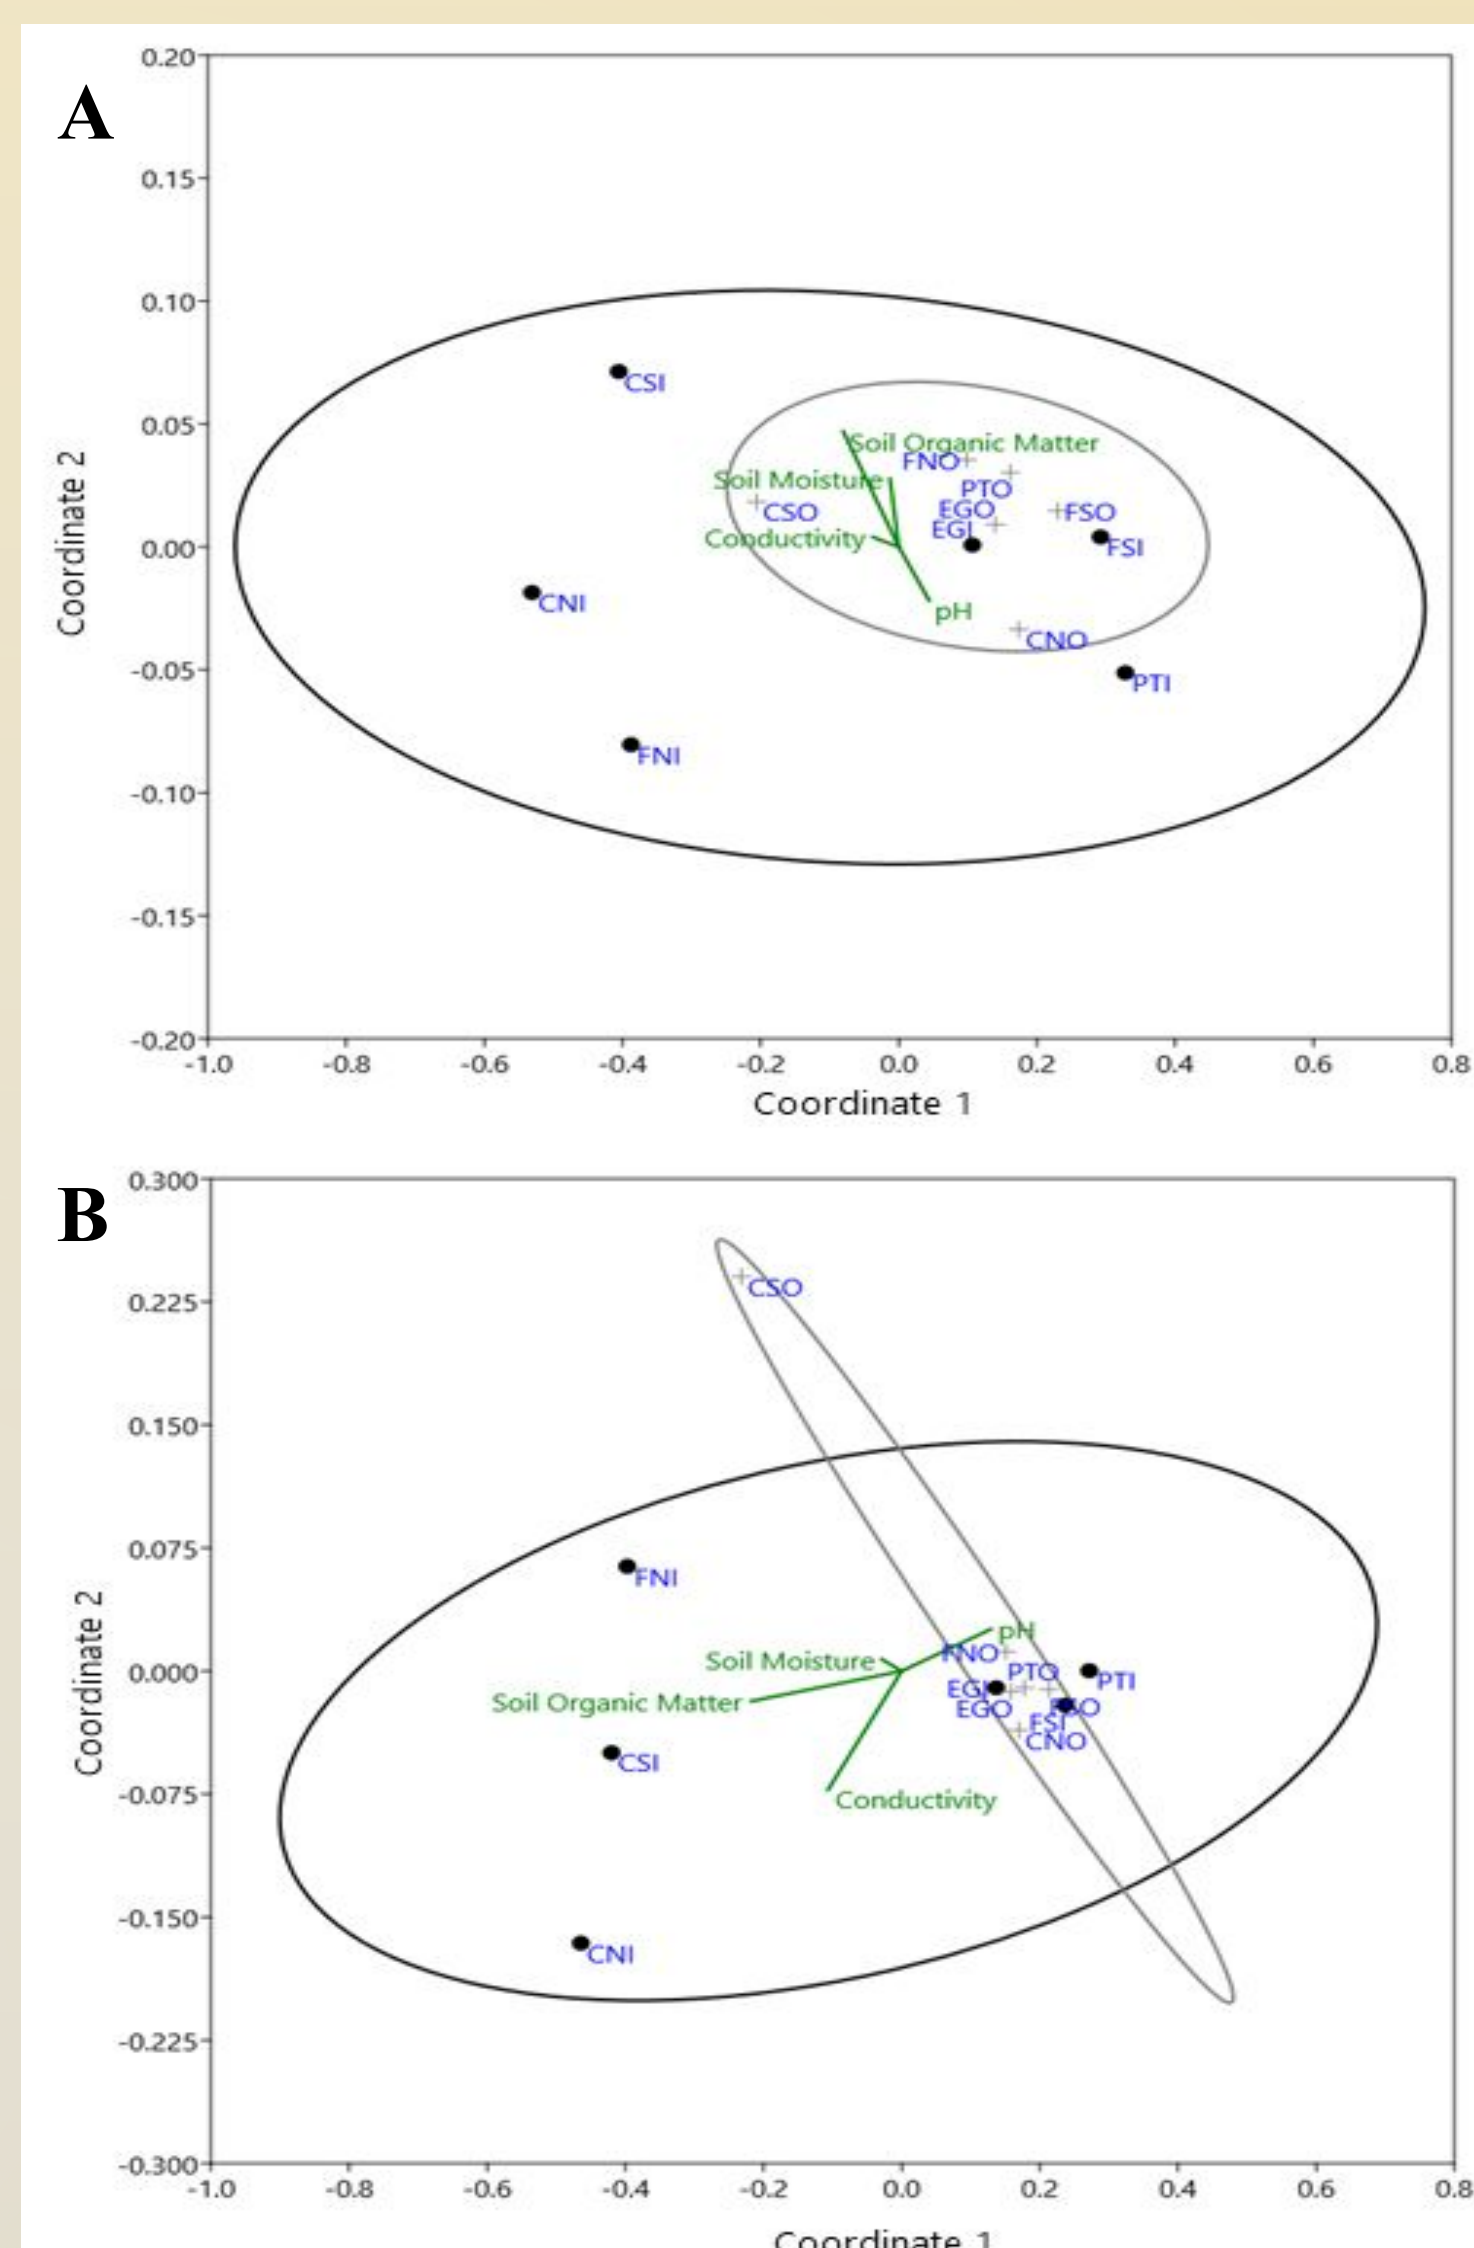 A
0.20
0.15
0.10
0.05
0.00
-0.05
-0.10
-0.15
-0.20
Coordinate 2
CSI
Soil Organic Matter
FNO
Soil Moisture
PTO
CSO
EGO
FSO
EGI
Conductivity
FSI
CNI
pH
CNO
PTI
FNI
-1.0 -0.8 -0.6 -0.4 -0.2 0.0 0.2 0.4 0.6 0.8
Coordinate 1
B
0.300
0.225
0.150
0.075
0.000
-0.075
-0.150
-0.225
-0.300
Coordinate 2
CSO
FNI
pH
FNO
Soil Moisture
PTO
PTI
EGI
Soil Organic Matter
EGO
FSO
FSI
CNO
CSI
Conductivity
CNI
-1.0 -0.8 -0.6 -0.4 -0.2 0.0 0.2 0.4 0.6 0.8
Coordinate 1